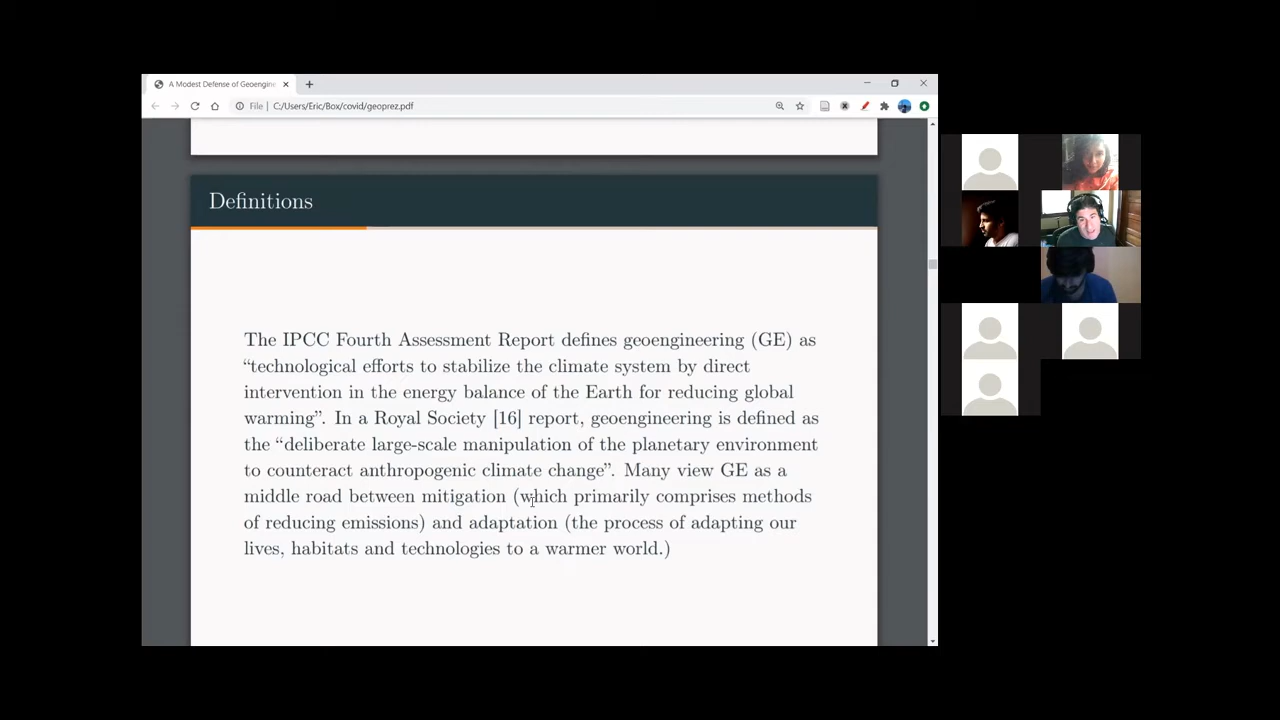 A Modest Defense of Geoengine
File | C:/Users/Eric/Box/covid/geoprez.pdf
Definitions
The IPCC Fourth Assessment Report defines geoengineering (GE) as
“technological efforts to stabilize the climate system by direct
intervention in the energy balance of the Earth for reducing global
warming”. In a Royal Society [16] report, geoengineering is defined as
the “deliberate large-scale manipulation of the planetary environment
to counteract anthropogenic climate change”. Many view GE as a
middle road between mitigation (which primarily comprises methods
of reducing emissions) and adaptation (the process of adapting our
lives, habitats and technologies to a warmer world.)